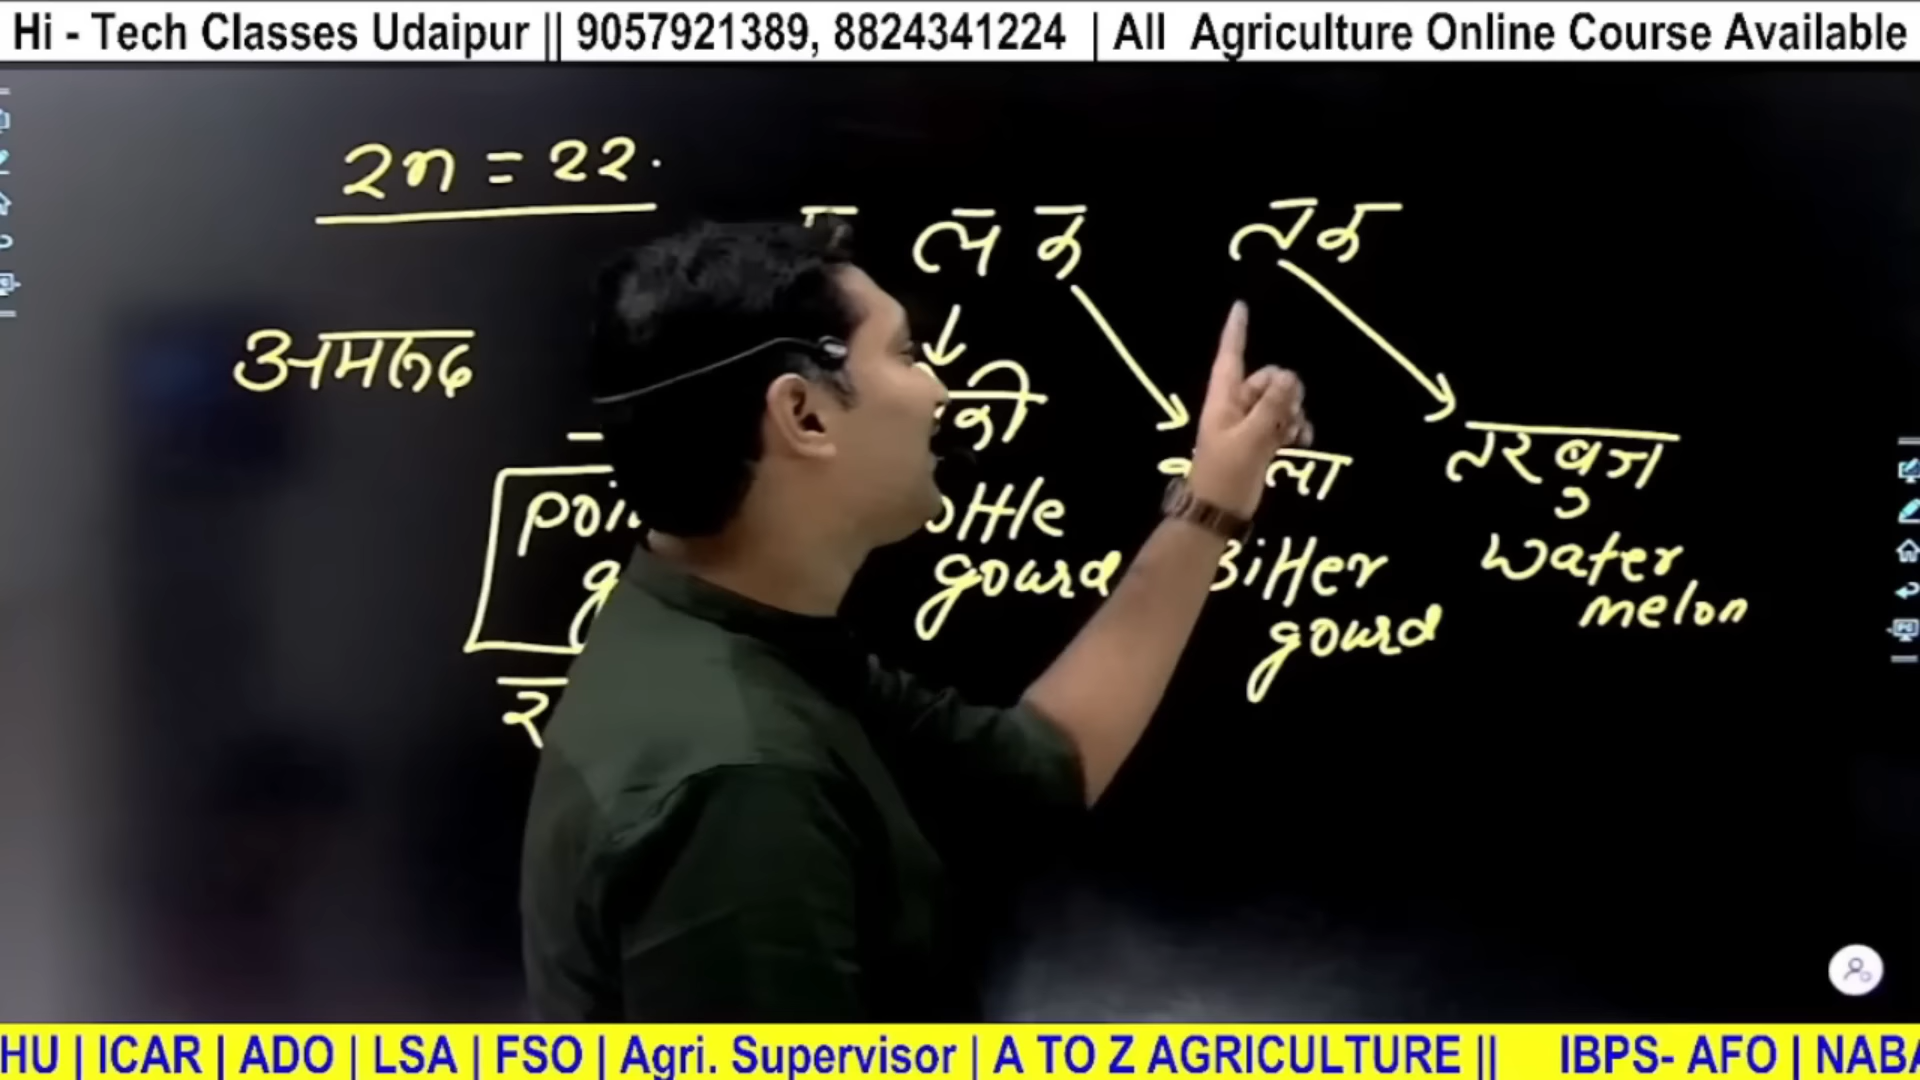 Hi - Tech Classes Udaipur || 9057921389, 8824341224 | All Agriculture Online Course Available
2n = 22.
ल क तक
अमरूद
तरबुज
gourd
Bitter
gourd
Water
melon
HU | ICAR | ADO | LSA | FSO | Agri. Supervisor | A TO Z AGRICULTURE || IBPS- AFO | NABA